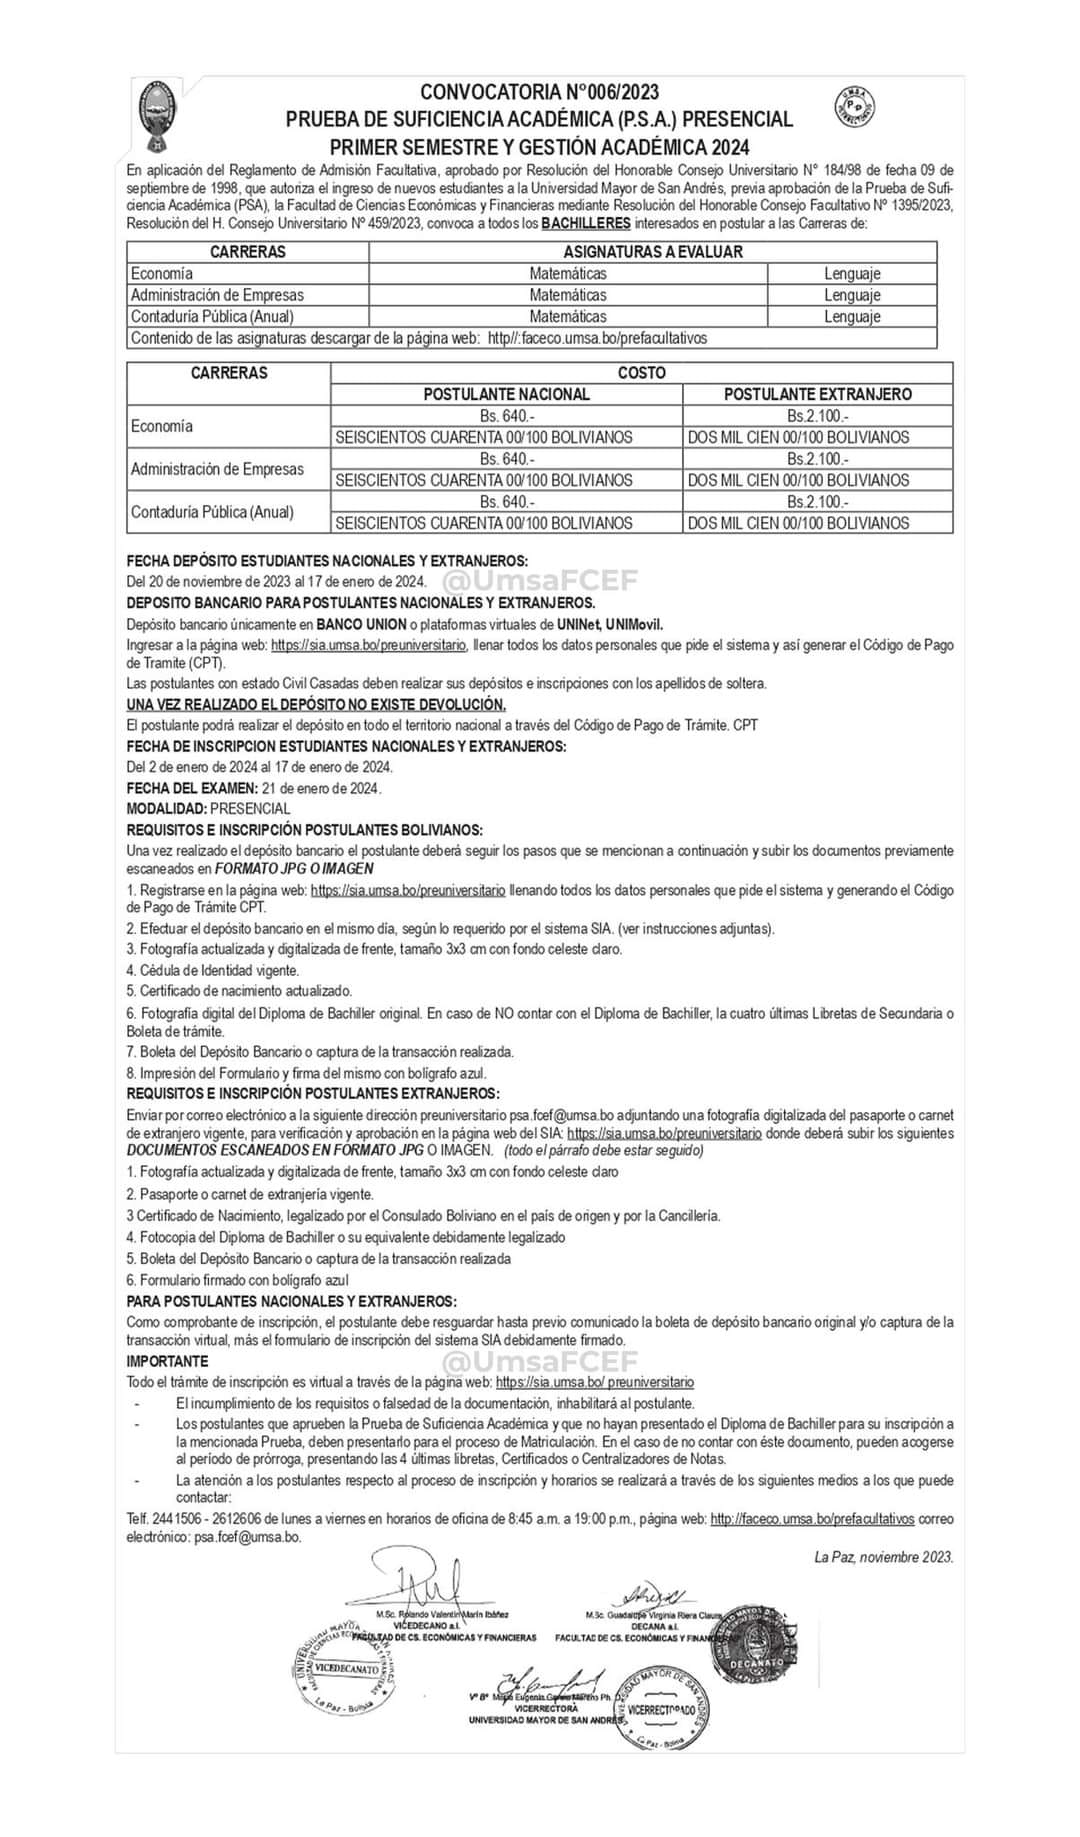 CONVOCATORIA N°006/2023
PRUEBA DE SUFICIENCIA ACADÉMICA (P.S.A.) PRESENCIAL
PRIMER SEMESTRE Y GESTIÓN ACADÉMICA 2024
En aplicación del Reglamento de Admisión Facultativa, aprobado por Resolución del Honorable Consejo Universitario N° 184/98 de fecha 09 de
septiembre de 1998, que autoriza el ingreso de nuevos estudiantes a la Universidad Mayor de San Andrés, previa aprobación de la Prueba de Sufi-
ciencia Académica (PSA), la Facultad de Ciencias Económicas y Financieras mediante Resolución del Honorable Consejo Facultativo Nº 1395/2023,
Resolución del H. Consejo Universitario Nº 459/2023, convoca a todos los BACHILLERES interesados en postular a las Carreras de:
CARRERAS ASIGNATURAS A EVALUAR
Economía Matemáticas Lenguaje
Administración de Empresas Matemáticas Lenguaje
Contaduría Pública (Anual) Matemáticas Lenguaje
Contenido de las asignaturas descargar de la página web: http//:faceco.umsa.bo/prefacultativos
CARRERAS COSTO
POSTULANTE NACIONAL POSTULANTE EXTRANJERO
Economía Bs. 640.- Bs.2.100.-
SEISCIENTOS CUARENTA 00/100 BOLIVIANOS DOS MIL CIEN 00/100 BOLIVIANOS
Administración de Empresas Bs. 640.- Bs.2.100.-
SEISCIENTOS CUARENTA 00/100 BOLIVIANOS DOS MIL CIEN 00/100 BOLIVIANOS
Contaduría Pública (Anual) Bs. 640.- Bs.2.100.-
SEISCIENTOS CUARENTA 00/100 BOLIVIANOS DOS MIL CIEN 00/100 BOLIVIANOS
FECHA DEPÓSITO ESTUDIANTES NACIONALES Y EXTRANJEROS:
Del 20 de noviembre de 2023 al 17 de enero de 2024.
@UmsaFCEF
DEPOSITO BANCARIO PARA POSTULANTES NACIONALES Y EXTRANJEROS.
Depósito bancario únicamente en BANCO UNION o plataformas virtuales de UNINet, UNIMovil.
Ingresar a la página web: https://sia.umsa.bo/preuniversitario, llenar todos los datos personales que pide el sistema y así generar el Código de Pago
de Tramite (CPT).
Las postulantes con estado Civil Casadas deben realizar sus depósitos e inscripciones con los apellidos de soltera.
UNA VEZ REALIZADO EL DEPÓSITO NO EXISTE DEVOLUCIÓN.
El postulante podrá realizar el depósito en todo el territorio nacional a través del Código de Pago de Trámite. CPT
FECHA DE INSCRIPCION ESTUDIANTES NACIONALES Y EXTRANJEROS:
Del 2 de enero de 2024 al 17 de enero de 2024.
FECHA DEL EXAMEN: 21 de enero de 2024.
MODALIDAD: PRESENCIAL
REQUISITOS E INSCRIPCIÓN POSTULANTES BOLIVIANOS:
Una vez realizado el depósito bancario el postulante deberá seguir los pasos que se mencionan a continuación y subir los documentos previamente
escaneados en FORMATO JPG O IMAGEN
1. Registrarse en la página web: https://sia.umsa.bo/preuniversitario llenando todos los datos personales que pide el sistema y generando el Código
de Pago de Trámite CPT.
2. Efectuar el depósito bancario en el mismo día, según lo requerido por el sistema SIA. (ver instrucciones adjuntas).
3. Fotografía actualizada y digitalizada de frente, tamaño 3x3 cm con fondo celeste claro.
4. Cédula de Identidad vigente.
5. Certificado de nacimiento actualizado.
6. Fotografía digital del Diploma de Bachiller original. En caso de NO contar con el Diploma de Bachiller, la cuatro últimas Libretas de Secundaria o
Boleta de trámite.
7. Boleta del Depósito Bancario o captura de la transacción realizada.
8. Impresión del Formulario y firma del mismo con bolígrafo azul.
REQUISITOS E INSCRIPCIÓN POSTULANTES EXTRANJEROS:
Enviar por correo electrónico a la siguiente dirección preuniversitario psa.fcef@umsa.bo adjuntando una fotografía digitalizada del pasaporte o carnet
de extranjero vigente, para verificación y aprobación en la página web del SIA: https://sia.umsa.bo/preuniversitario donde deberá subir los siguientes
DOCUMENTOS ESCANEADOS EN FORMATO JPG O IMAGEN. (todo el párrafo debe estar seguido)
1. Fotografía actualizada y digitalizada de frente, tamaño 3x3 cm con fondo celeste claro
2. Pasaporte o carnet de extranjería vigente.
3 Certificado de Nacimiento, legalizado por el Consulado Boliviano en el país de origen y por la Cancillería.
4. Fotocopia del Diploma de Bachiller o su equivalente debidamente legalizado
5. Boleta del Depósito Bancario o captura de la transacción realizada
6. Formulario firmado con bolígrafo azul
PARA POSTULANTES NACIONALES Y EXTRANJEROS:
Como comprobante de inscripción, el postulante debe resguardar hasta previo comunicado la boleta de depósito bancario original y/o captura de la
transacción virtual, más el formulario de inscripción del sistema SIA debidamente firmado.
IMPORTANTE
@UmsaFCEF
Todo el trámite de inscripción es virtual a través de la página web: https://sia.umsa.bo/ preuniversitario
- El incumplimiento de los requisitos o falsedad de la documentación, inhabilitará al postulante.
- Los postulantes que aprueben la Prueba de Suficiencia Académica y que no hayan presentado el Diploma de Bachiller para su inscripción a
la mencionada Prueba, deben presentarlo para el proceso de Matriculación. En el caso de no contar con éste documento, pueden acogerse
al período de prórroga, presentando las 4 últimas libretas, Certificados o Centralizadores de Notas.
- La atención a los postulantes respecto al proceso de inscripción y horarios se realizará a través de los siguientes medios a los que puede
contactar:
Telf. 2441506 - 2612606 de lunes a viernes en horarios de oficina de 8:45 a.m. a 19:00 p.m., página web: http://faceco.umsa.bo/prefacultativos correo
electrónico: psa.fcef@umsa.bo.
La Paz, noviembre 2023.
M.Sc. Rolando Valentín Marín Ibáñez
VICEDECANO a.i.
FACULTAD DE CS. ECONÓMICAS Y FINANCIERAS
M.Sc. Guadalupe Virginia Riera Claure
DECANA a.i.
FACULTAD DE CS. ECONÓMICAS Y
VICEDECANATO
La Paz - Bolivia
DECANATO
Vº Bº María Eugenia García Moreno Ph. D.
VICERRECTORA
UNIVERSIDAD MAYOR DE SAN ANDRÉS
VICERRECTORADO
La Paz - Bolivia